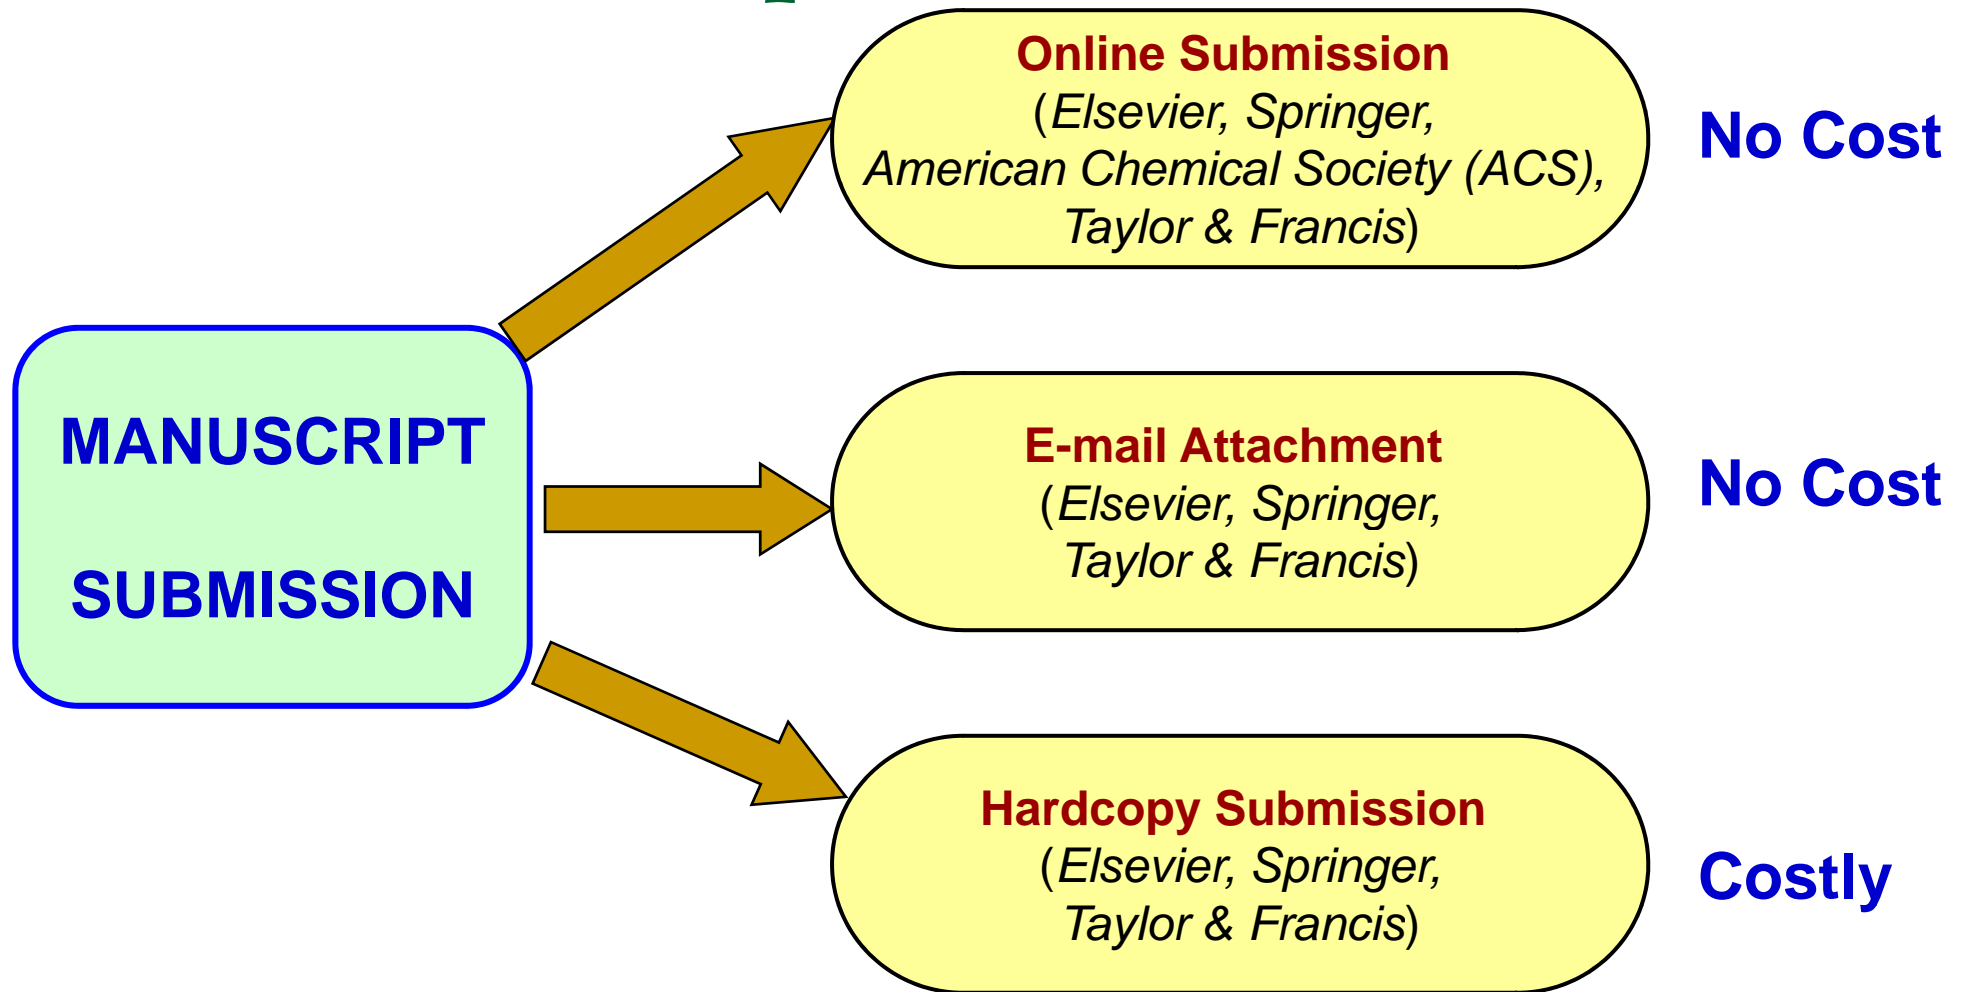 Online Submission
(Elsevier, Springer,
American Chemical Society (ACS),
Taylor & Francis)
No Cost
MANUSCRIPT
SUBMISSION
E-mail Attachment
(Elsevier, Springer,
Taylor & Francis)
No Cost
Hardcopy Submission
(Elsevier, Springer,
Taylor & Francis)
Costly